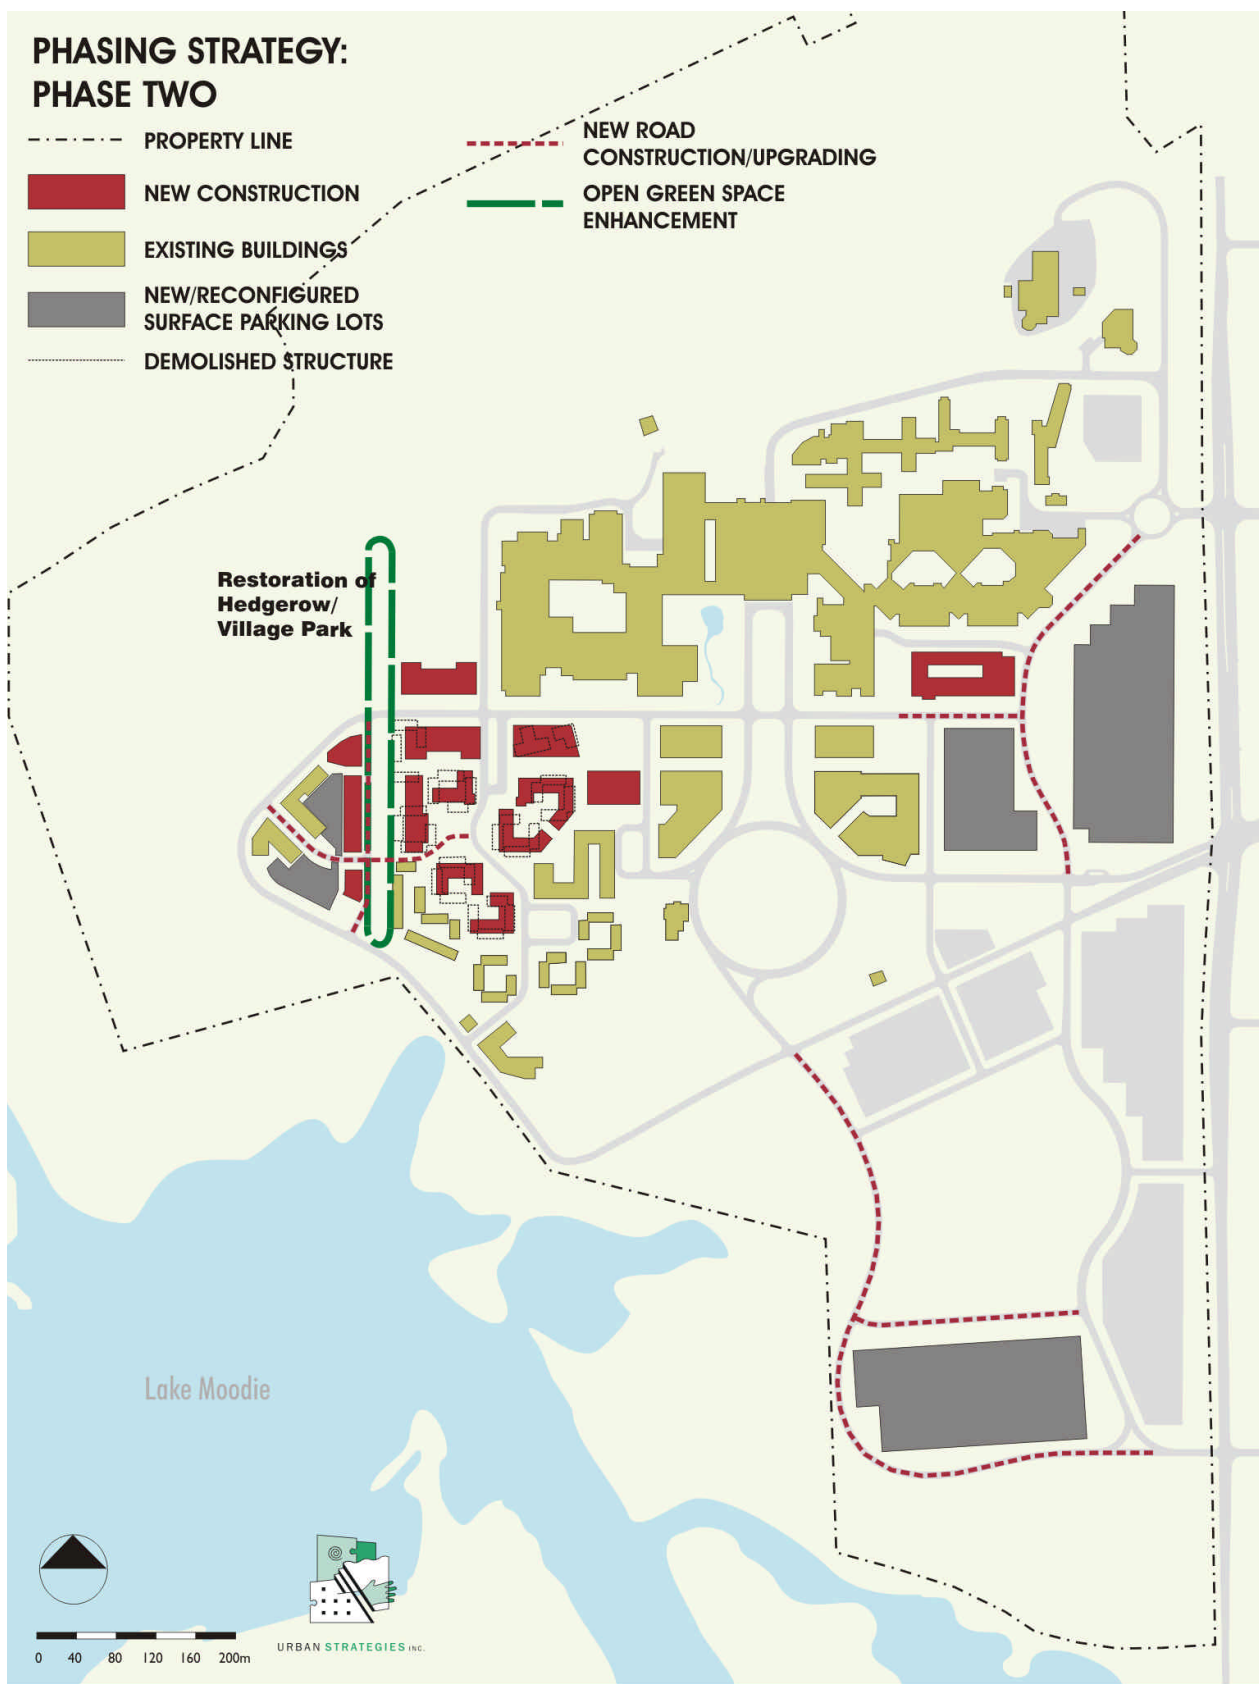 PHASING STRATEGY:
PHASE TWO
PROPERTY LINE
NEW CONSTRUCTION
EXISTING BUILDINGS
NEW/RECONFIGURED
SURFACE PARKING LOTS
DEMOLISHED STRUCTURE
NEW ROAD
CONSTRUCTION/UPGRADING
OPEN GREEN SPACE
ENHANCEMENT
Restoration of
Hedgerow/
Village Park
Lake Moodie
0 40 80 120 160 200m
URBAN STRATEGIES INC.